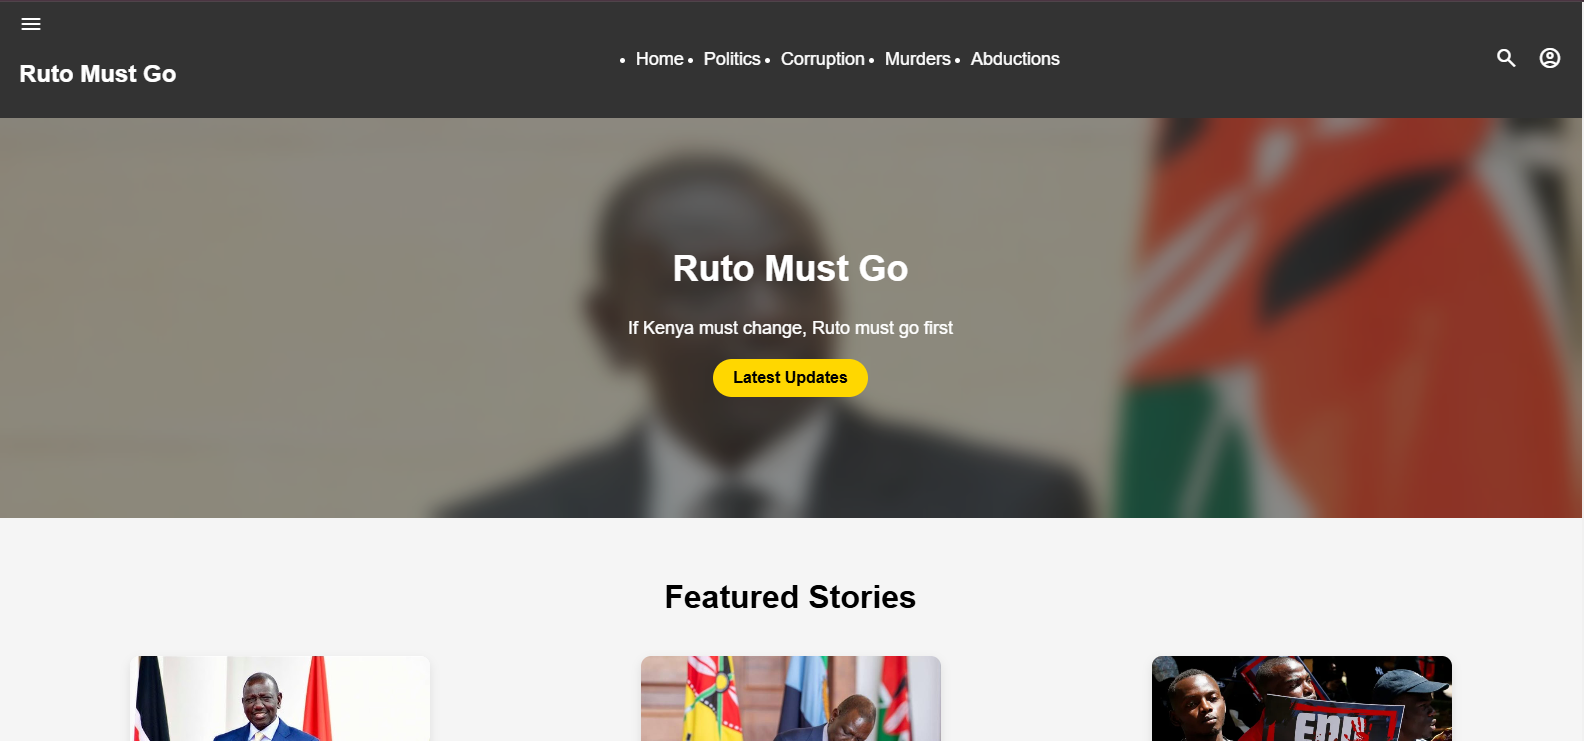 Ruto Must Go
• Home • Politics • Corruption • Murders • Abductions
Ruto Must Go
If Kenya must change, Ruto must go first
Latest Updates
Featured Stories
END